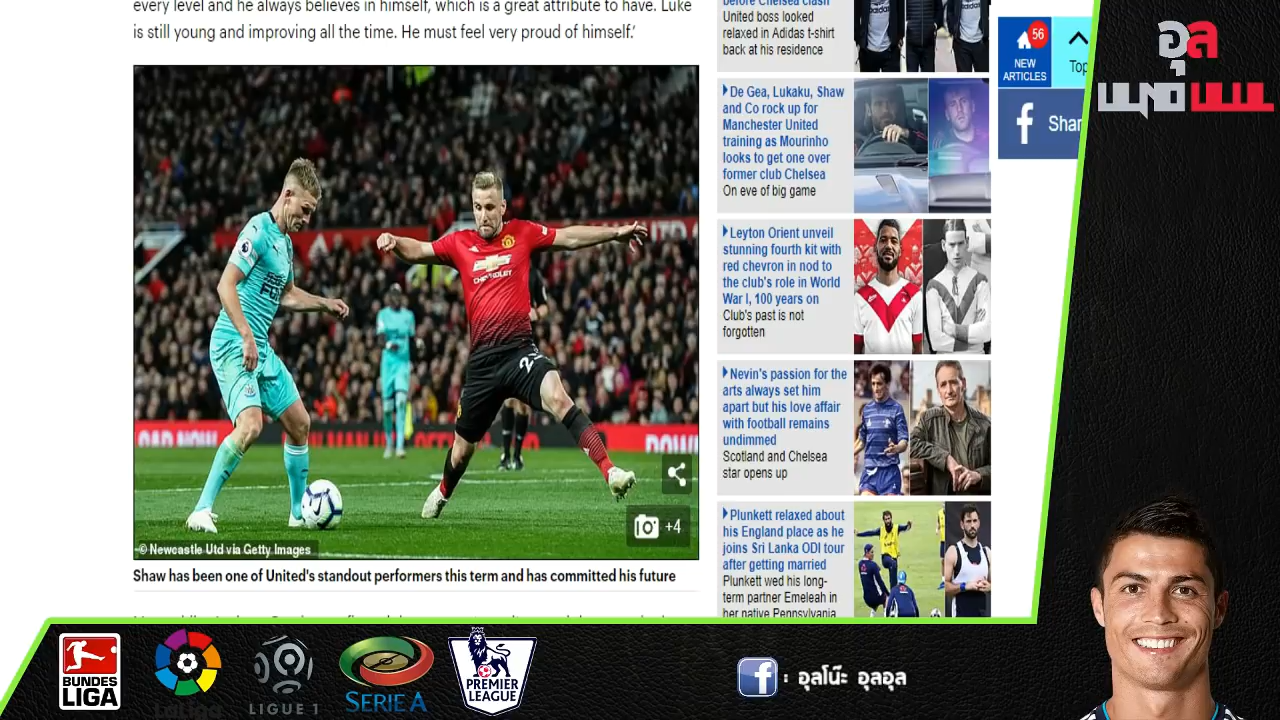 every level and he always believes in himself, which is a great attribute to have. Luke
is still young and improving all the time. He must feel very proud of himself.'
CHEVROLET
© Newcastle Utd via Getty Images
+4
Shaw has been one of United's standout performers this term and has committed his future
before Chelsea clash
United boss looked
relaxed in Adidas t-shirt
back at his residence
De Gea, Lukaku, Shaw
and Co rock up for
Manchester United
training as Mourinho
looks to get one over
former club Chelsea
On eve of big game
Leyton Orient unveil
stunning fourth kit with
red chevron in nod to
the club's role in World
War I, 100 years on
Club's past is not
forgotten
Nevin's passion for the
arts always set him
apart but his love affair
with football remains
undimmed
Scotland and Chelsea
star opens up
Plunkett relaxed about
his England place as he
joins Sri Lanka ODI tour
after getting married
Plunkett wed his long-
term partner Emeleah in
her native Pennsylvania
56
NEW
ARTICLES
Top
Shar
BUNDES
LIGA
LaLiga
LIGUE 1
SERIE A
PREMIER
LEAGUE
: อุลโน๊ะ อุลอุล